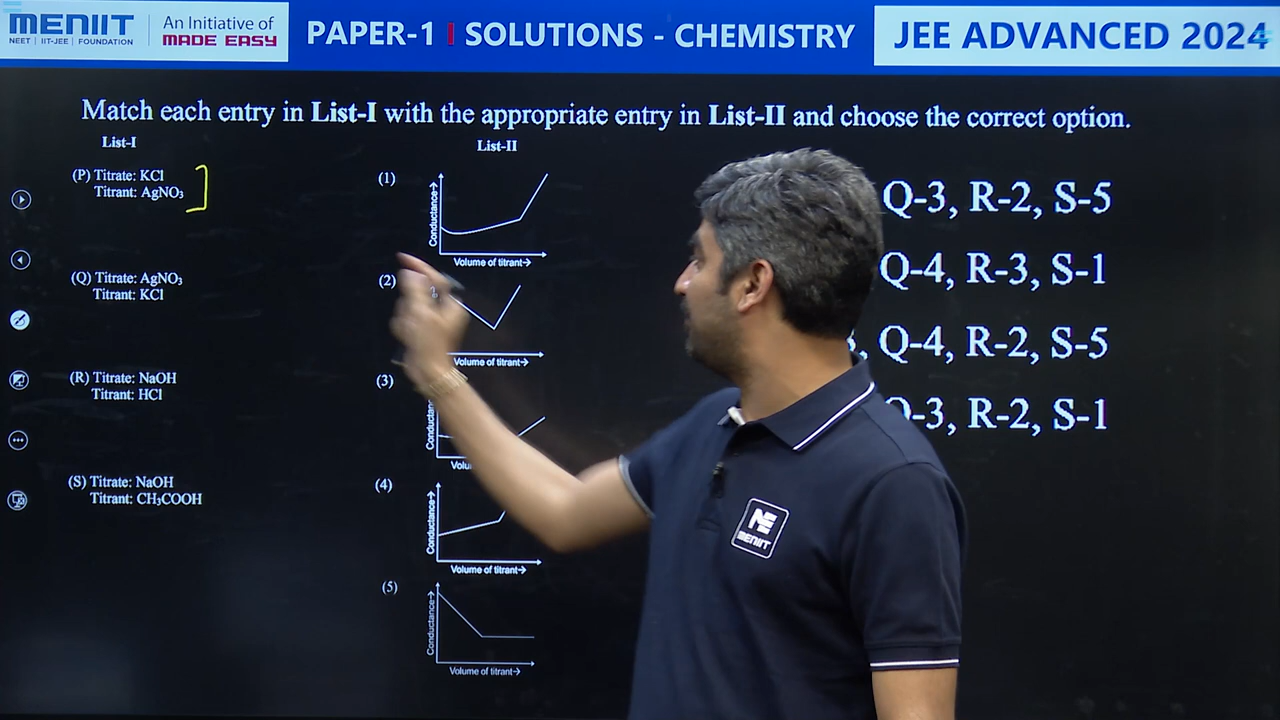 MENIIT
NEET | IIT-JEE | FOUNDATION
An Initiative of
MADE EASY
PAPER-1 | SOLUTIONS - CHEMISTRY
JEE ADVANCED 2024
Match each entry in List-I with the appropriate entry in List-II and choose the correct option.
List-I
List-II
(P) Titrate: KCl
Titrant: AgNO₃
(Q) Titrate: AgNO₃
Titrant: KCl
(R) Titrate: NaOH
Titrant: HCl
(S) Titrate: NaOH
Titrant: CH₃COOH
(1)
Conductance→
Volume of titrant→
(2)
Volume of titrant→
(3)
(4)
Conductance→
Volume of titrant→
(5)
Conductance→
Volume of titrant→
Q-3, R-2, S-5
Q-4, R-3, S-1
, Q-4, R-2, S-5
-3, R-2, S-1
NE
MENIIT